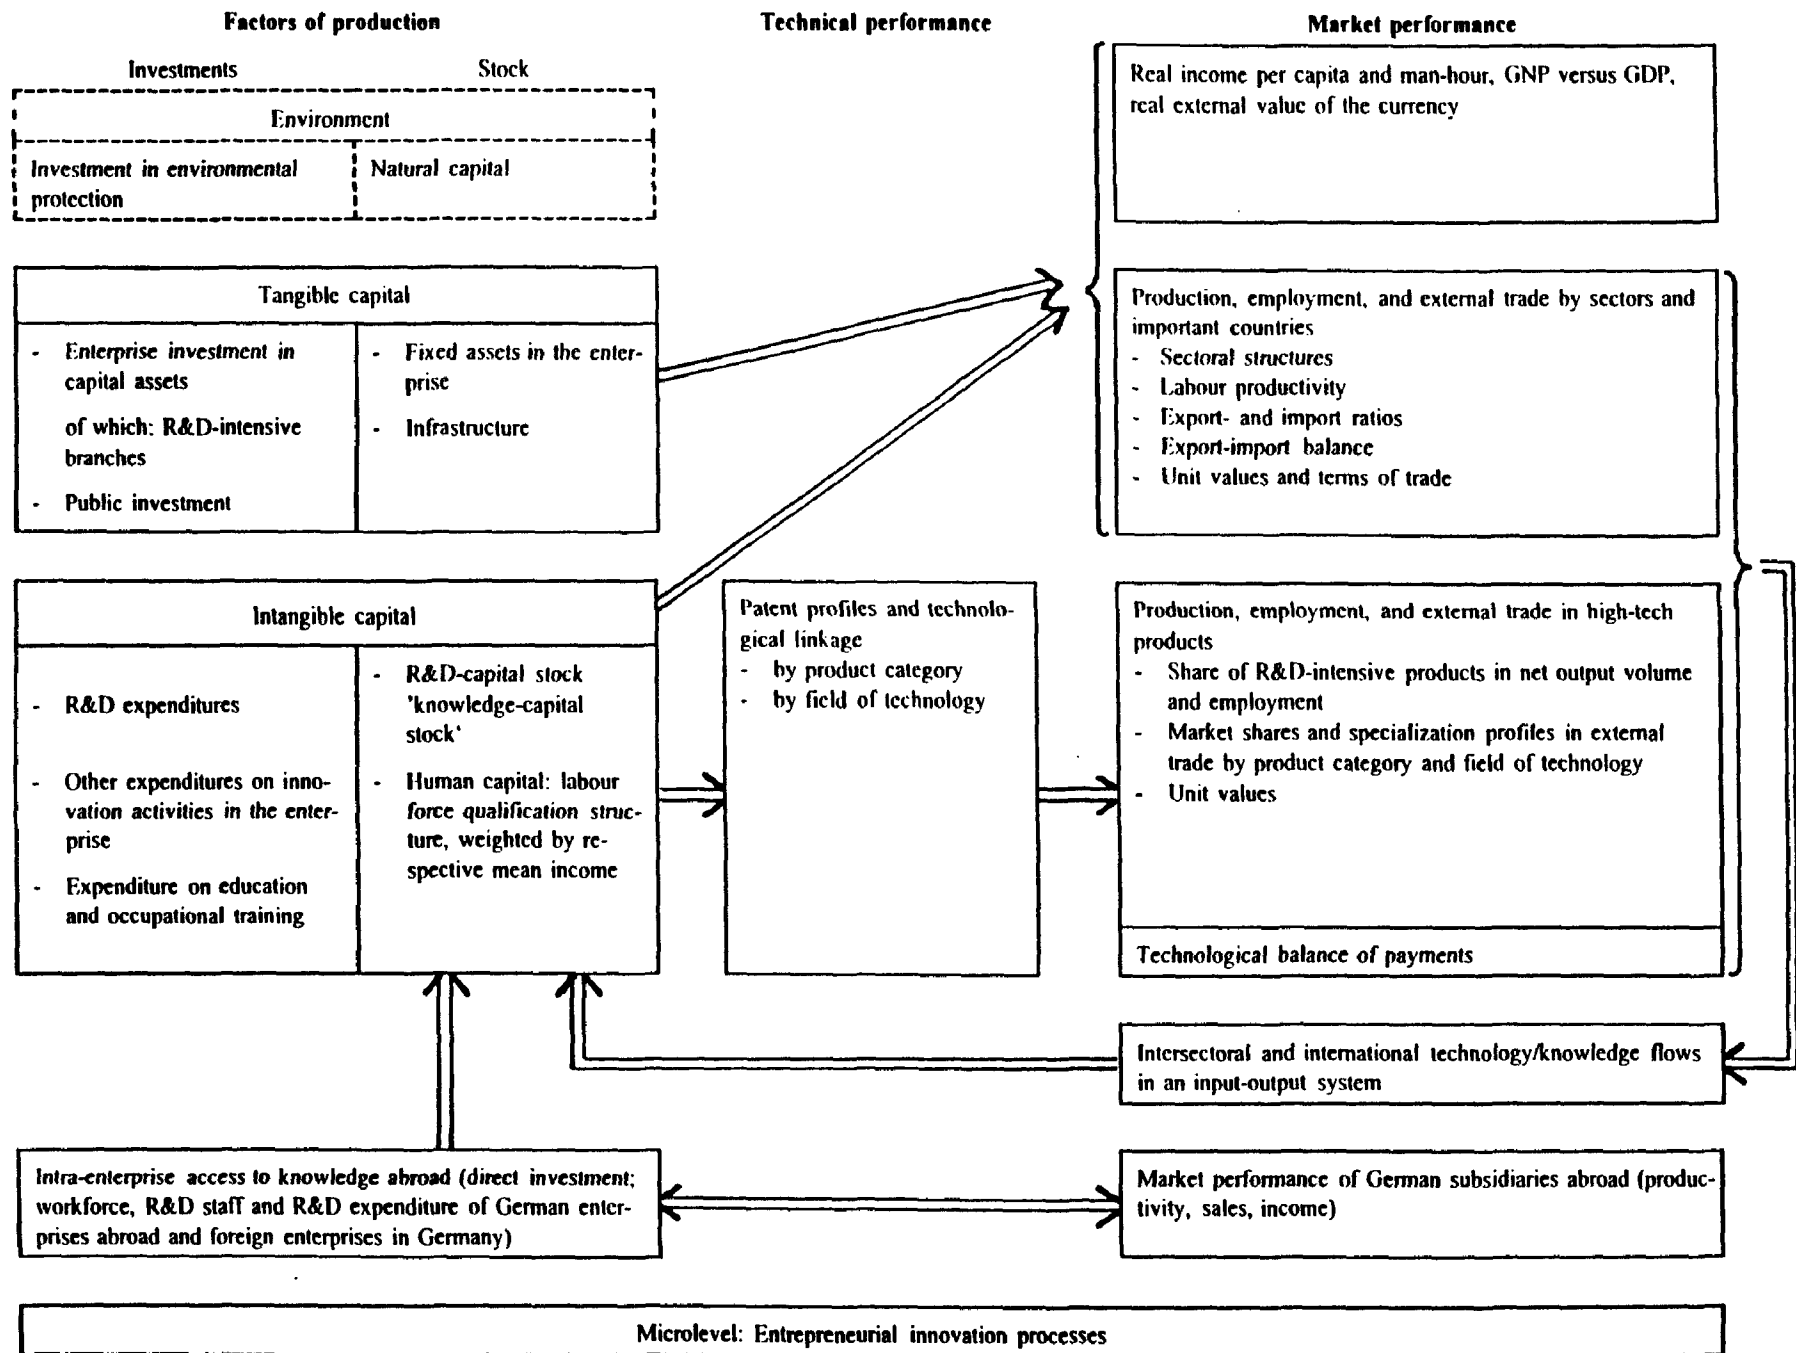 Factors of production
Technical performance
Market performance
Investments
Stock
Environment
Investment in environmental
protection
Natural capital
Tangible capital
- Enterprise investment in
capital assets
of which: R&D-intensive
branches
- Public investment
- Fixed assets in the enter-
prise
- Infrastructure
Intangible capital
- R&D expenditures
- Other expenditures on inno-
vation activities in the enter-
prise
- Expenditure on education
and occupational training
- R&D-capital stock
'knowledge-capital
stock'
- Human capital: labour
force qualification struc-
ture, weighted by re-
spective mean income
Patent profiles and technolo-
gical linkage
- by product category
- by field of technology
Real income per capita and man-hour, GNP versus GDP,
real external value of the currency
Production, employment, and external trade by sectors and
important countries
- Sectoral structures
- Labour productivity
- Export- and import ratios
- Export-import balance
- Unit values and terms of trade
Production, employment, and external trade in high-tech
products
- Share of R&D-intensive products in net output volume
and employment
- Market shares and specialization profiles in external
trade by product category and field of technology
- Unit values
Technological balance of payments
Intersectoral and international technology/knowledge flows
in an input-output system
Intra-enterprise access to knowledge abroad (direct investment;
workforce, R&D staff and R&D expenditure of German enter-
prises abroad and foreign enterprises in Germany)
Market performance of German subsidiaries abroad (produc-
tivity, sales, income)
Microlevel: Entrepreneurial innovation processes